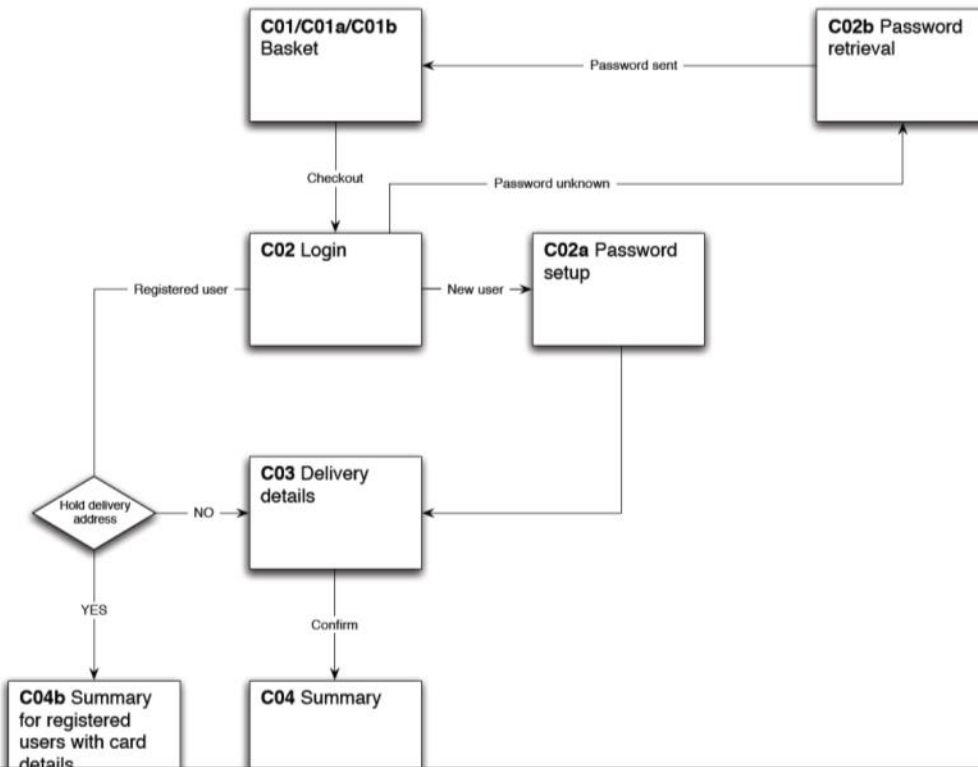 C01/C01a/C01b
Basket
C02b Password
retrieval
Password sent
Checkout
Password unknown
C02 Login
C02a Password
setup
Registered user
New user
C03 Delivery
details
Hold delivery
address
NO
YES
Confirm
C04b Summary
for registered
users with card
details
C04 Summary